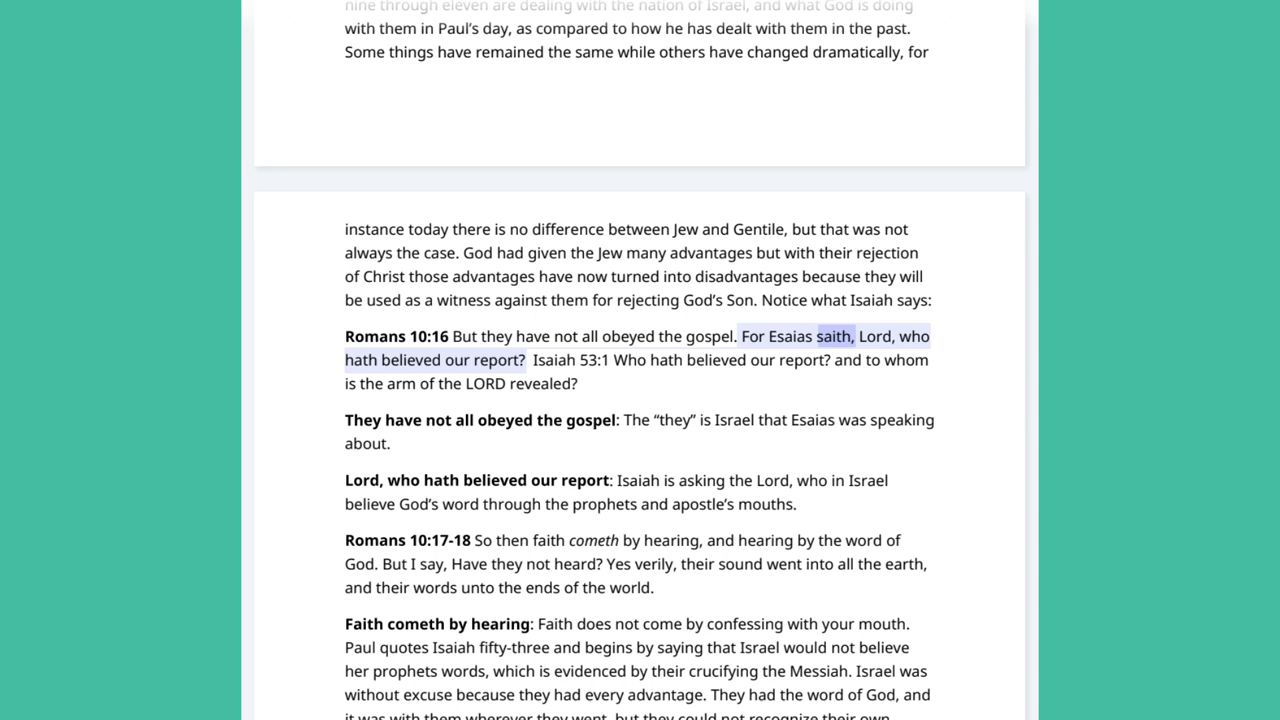 nine through eleven are dealing with the nation of Israel, and what God is doing
with them in Paul’s day, as compared to how he has dealt with them in the past.
Some things have remained the same while others have changed dramatically, for
instance today there is no difference between Jew and Gentile, but that was not
always the case. God had given the Jew many advantages but with their rejection
of Christ those advantages have now turned into disadvantages because they will
be used as a witness against them for rejecting God’s Son. Notice what Isaiah says:
Romans 10:16 But they have not all obeyed the gospel. For Esaias saith, Lord, who
hath believed our report? Isaiah 53:1 Who hath believed our report? and to whom
is the arm of the LORD revealed?
They have not all obeyed the gospel: The “they” is Israel that Esaias was speaking
about.
Lord, who hath believed our report: Isaiah is asking the Lord, who in Israel
believe God’s word through the prophets and apostle’s mouths.
Romans 10:17-18 So then faith cometh by hearing, and hearing by the word of
God. But I say, Have they not heard? Yes verily, their sound went into all the earth,
and their words unto the ends of the world.
Faith cometh by hearing: Faith does not come by confessing with your mouth.
Paul quotes Isaiah fifty-three and begins by saying that Israel would not believe
her prophets words, which is evidenced by their crucifying the Messiah. Israel was
without excuse because they had every advantage. They had the word of God, and
it was with them wherever they went, but they could not recognize their own